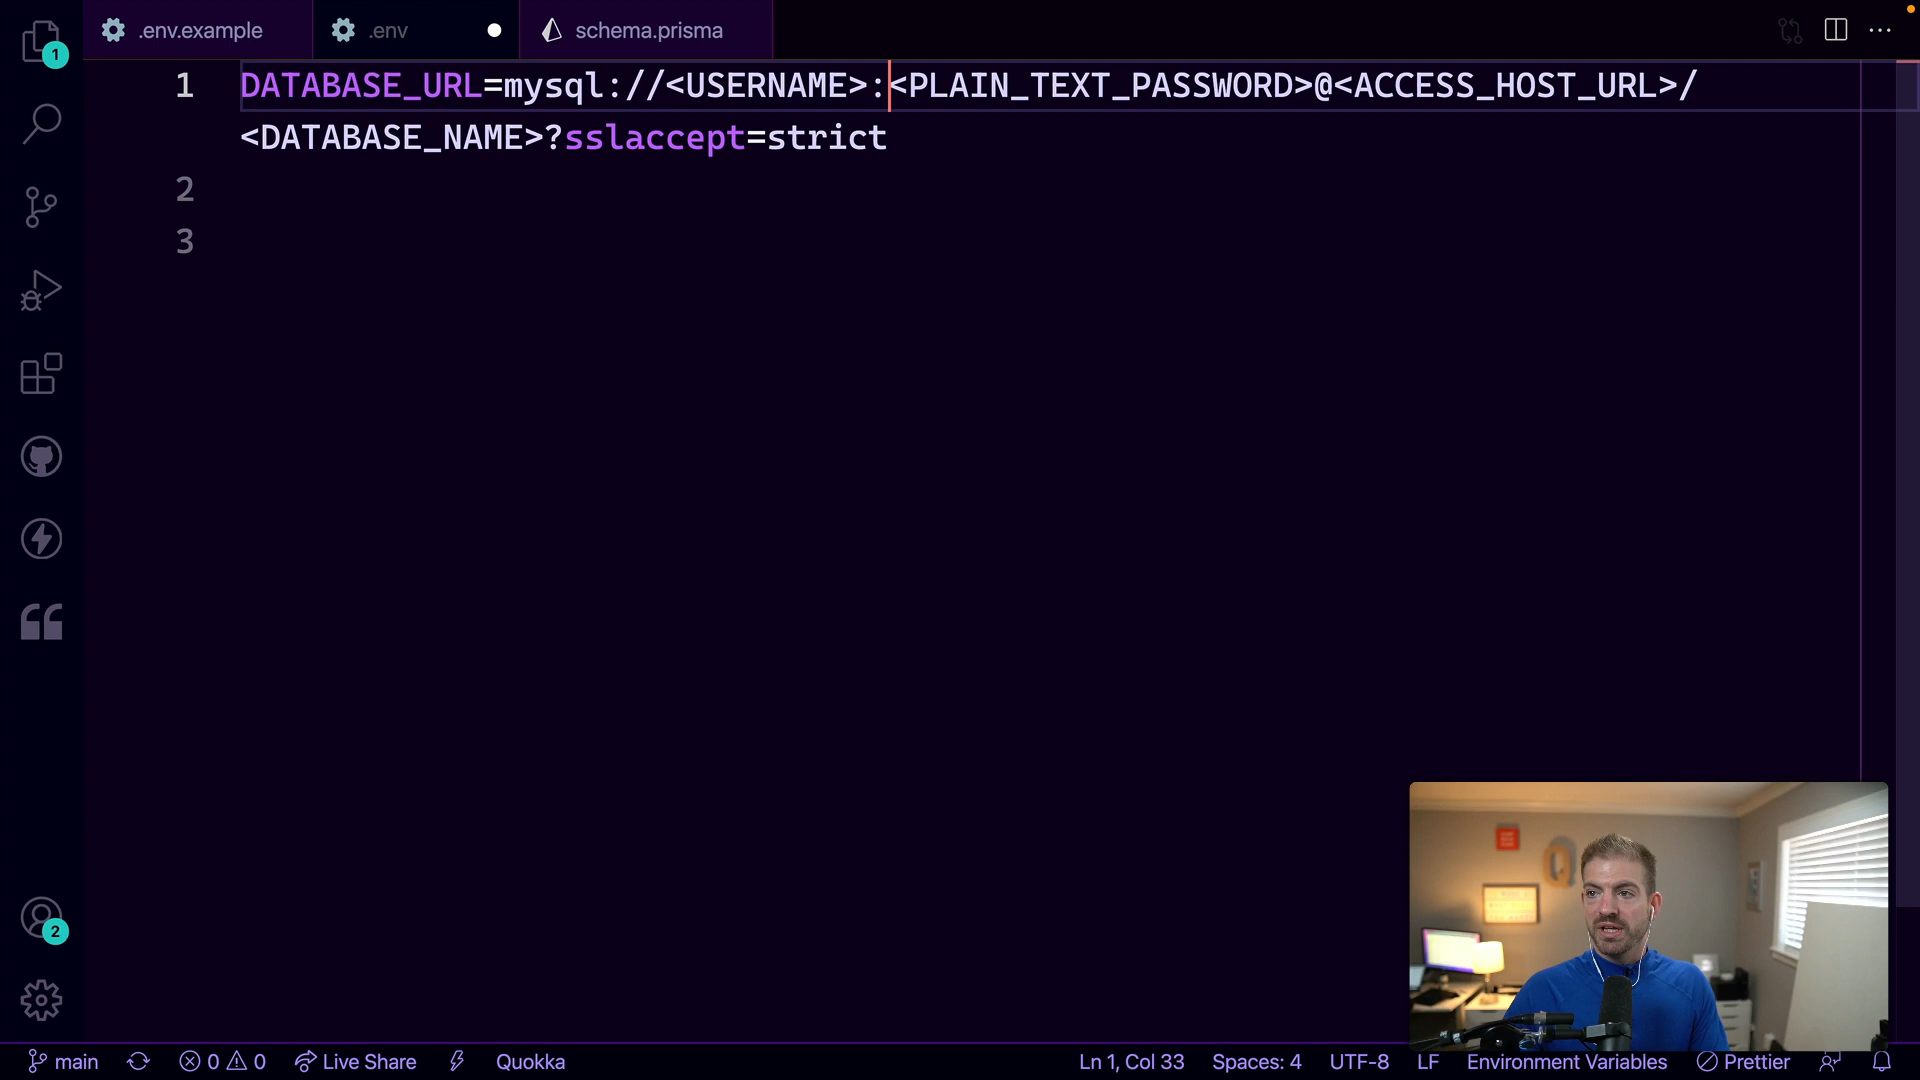 1
.env.example
.env
schema.prisma
1 DATABASE_URL=mysql://<USERNAME>:<PLAIN_TEXT_PASSWORD>@<ACCESS_HOST_URL>/
<DATABASE_NAME>?sslaccept=strict
2
3
2
main
0
0
Live Share
Quokka
Ln 1, Col 33
Spaces: 4
UTF-8
LF
Environment Variables
Prettier